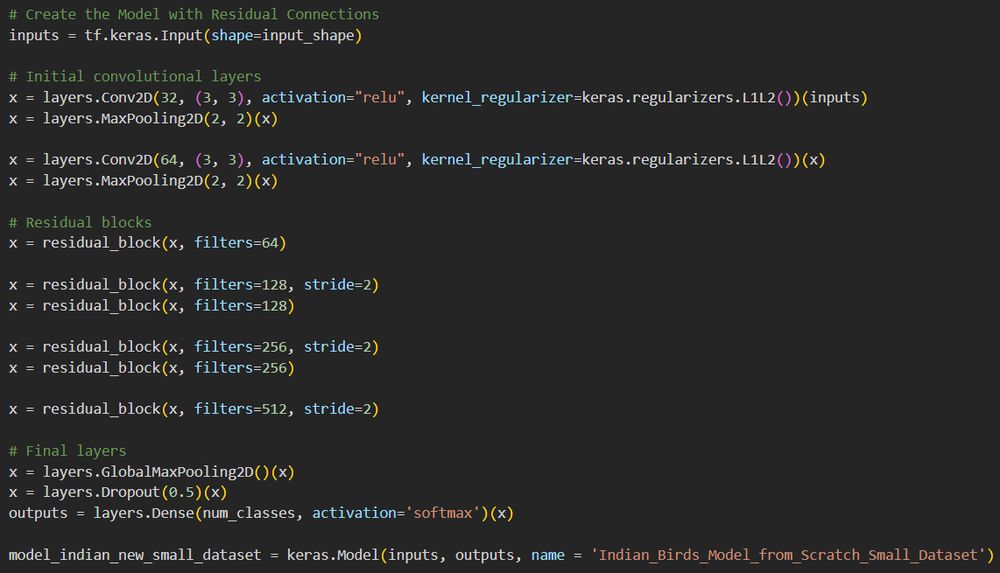 # Create the Model with Residual Connections
inputs = tf.keras.Input(shape=input_shape)
# Initial convolutional layers
x = layers.Conv2D(32, (3, 3), activation="relu", kernel_regularizer=keras.regularizers.L1L2())(inputs)
x = layers.MaxPooling2D(2, 2)(x)
x = layers.Conv2D(64, (3, 3), activation="relu", kernel_regularizer=keras.regularizers.L1L2())(x)
x = layers.MaxPooling2D(2, 2)(x)
# Residual blocks
x = residual_block(x, filters=64)
x = residual_block(x, filters=128, stride=2)
x = residual_block(x, filters=128)
x = residual_block(x, filters=256, stride=2)
x = residual_block(x, filters=256)
x = residual_block(x, filters=512, stride=2)
# Final layers
x = layers.GlobalMaxPooling2D()(x)
x = layers.Dropout(0.5)(x)
outputs = layers.Dense(num_classes, activation='softmax')(x)
model_indian_new_small_dataset = keras.Model(inputs, outputs, name = 'Indian_Birds_Model_from_Scratch_Small_Dataset')